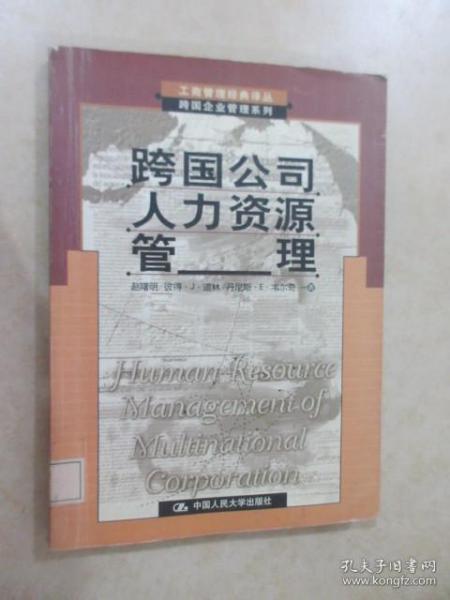 工商管理经典译丛
跨国企业管理系列
跨国公司
人力资源
管理
赵曙明·彼得·J·道林·丹尼斯·E·韦尔奇 著
Human Resource
Management of
Multinational
Corporation
中国人民大学出版社
孔夫子旧书网
www.kongfz.com